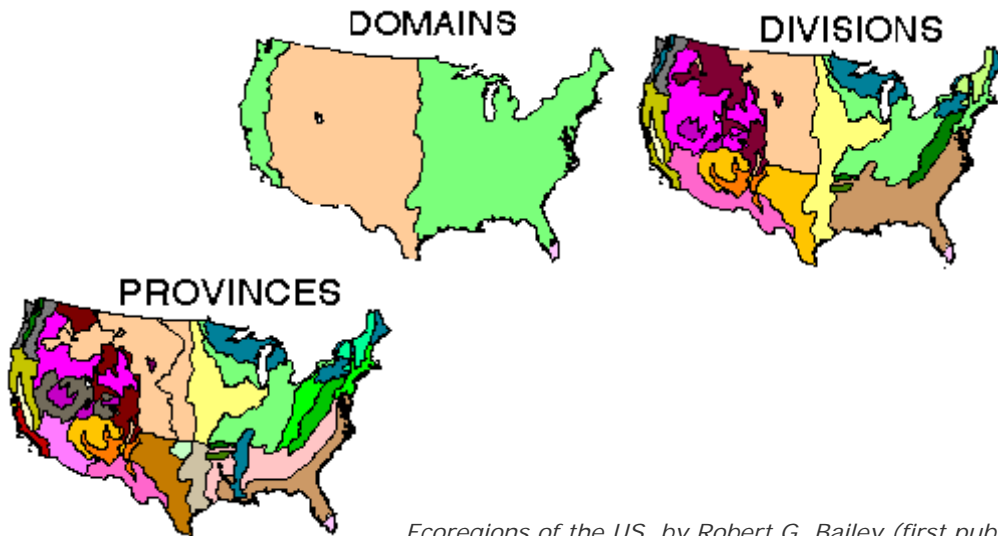 DOMAINS
DIVISIONS
PROVINCES
Ecoregions of the US, by Robert G. Bailey (first pub